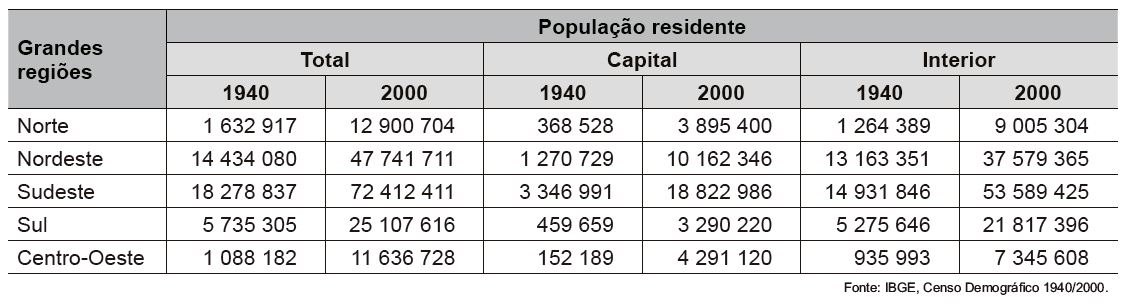 Grandes regiões
População residente
Total Capital Interior
1940 2000 1940 2000 1940 2000
Norte 1 632 917 12 900 704 368 528 3 895 400 1 264 389 9 005 304
Nordeste 14 434 080 47 741 711 1 270 729 10 162 346 13 163 351 37 579 365
Sudeste 18 278 837 72 412 411 3 346 991 18 822 986 14 931 846 53 589 425
Sul 5 735 305 25 107 616 459 659 3 290 220 5 275 646 21 817 396
Centro-Oeste 1 088 182 11 636 728 152 189 4 291 120 935 993 7 345 608
Fonte: IBGE, Censo Demográfico 1940/2000.